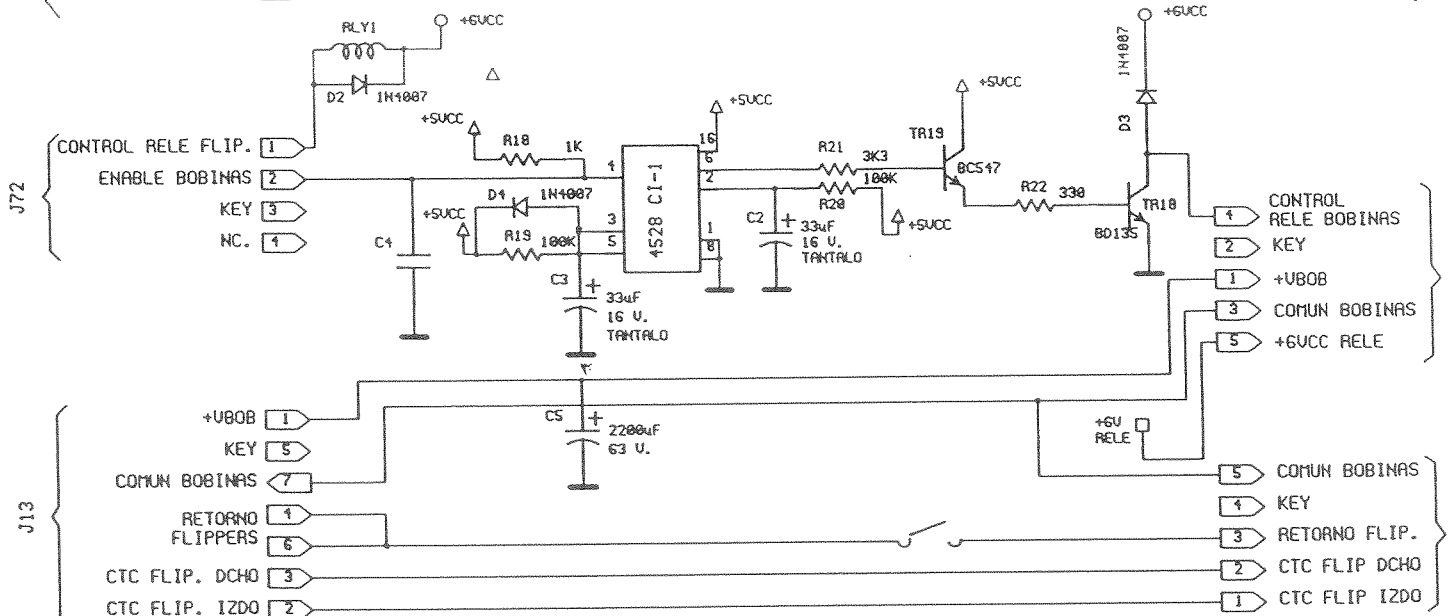 RLY1
+6VCC
D2
1N4007
+5VCC
R18
1K
J72
CONTROL RELE FLIP. 1
ENABLE BOBINAS 2
KEY 3
NC. 4
C4
D4
1N4007
+5VCC
R19
100K
C3
+
33uF
16 V.
TANTALO
4
3
5
4528 CI-1
16
6
2
1
8
+5VCC
R21
3K3
100K
R20
+5VCC
C2
+
33uF
16 V.
TANTALO
+5VCC
TR19
BC547
R22
330
+6VCC
1N4007
D3
TR18
BD135
4 CONTROL
RELE BOBINAS
2 KEY
1 +VBOB
3 COMUN BOBINAS
5 +6VCC RELE
J13
+VBOB 1
KEY 5
COMUN BOBINAS 7
RETORNO 4
FLIPPERS 6
CTC FLIP. DCHO 3
CTC FLIP. IZDO 2
C5
+
2200uF
63 V.
+6V
RELE
5 COMUN BOBINAS
4 KEY
3 RETORNO FLIP.
2 CTC FLIP DCHO
1 CTC FLIP IZDO